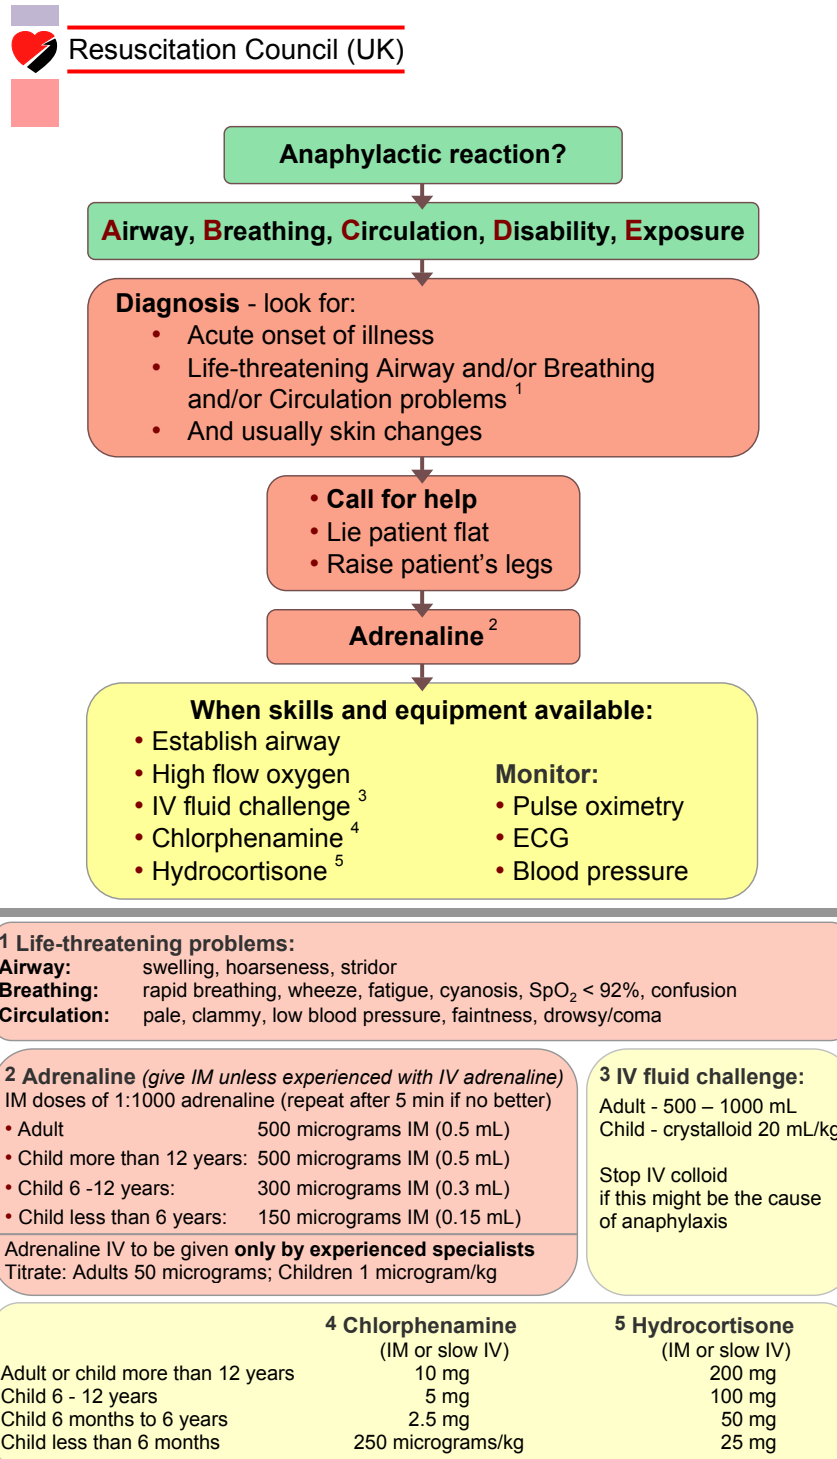 Resuscitation Council (UK)
Anaphylactic reaction?
Airway, Breathing, Circulation, Disability, Exposure
Diagnosis - look for:
• Acute onset of illness
• Life-threatening Airway and/or Breathing
and/or Circulation problems 1
• And usually skin changes
• Call for help
• Lie patient flat
• Raise patient's legs
Adrenaline 2
When skills and equipment available:
• Establish airway
• High flow oxygen
• IV fluid challenge 3
• Chlorphenamine 4
• Hydrocortisone 5
Monitor:
• Pulse oximetry
• ECG
• Blood pressure
1 Life-threatening problems:
Airway: swelling, hoarseness, stridor
Breathing: rapid breathing, wheeze, fatigue, cyanosis, SpO₂ < 92%, confusion
Circulation: pale, clammy, low blood pressure, faintness, drowsy/coma
2 Adrenaline (give IM unless experienced with IV adrenaline)
IM doses of 1:1000 adrenaline (repeat after 5 min if no better)
• Adult 500 micrograms IM (0.5 mL)
• Child more than 12 years: 500 micrograms IM (0.5 mL)
• Child 6 -12 years: 300 micrograms IM (0.3 mL)
• Child less than 6 years: 150 micrograms IM (0.15 mL)
Adrenaline IV to be given only by experienced specialists
Titrate: Adults 50 micrograms; Children 1 microgram/kg
3 IV fluid challenge:
Adult - 500 – 1000 mL
Child - crystalloid 20 mL/kg
Stop IV colloid
if this might be the cause
of anaphylaxis
4 Chlorphenamine 5 Hydrocortisone
(IM or slow IV) (IM or slow IV)
Adult or child more than 12 years 10 mg 200 mg
Child 6 - 12 years 5 mg 100 mg
Child 6 months to 6 years 2.5 mg 50 mg
Child less than 6 months 250 micrograms/kg 25 mg